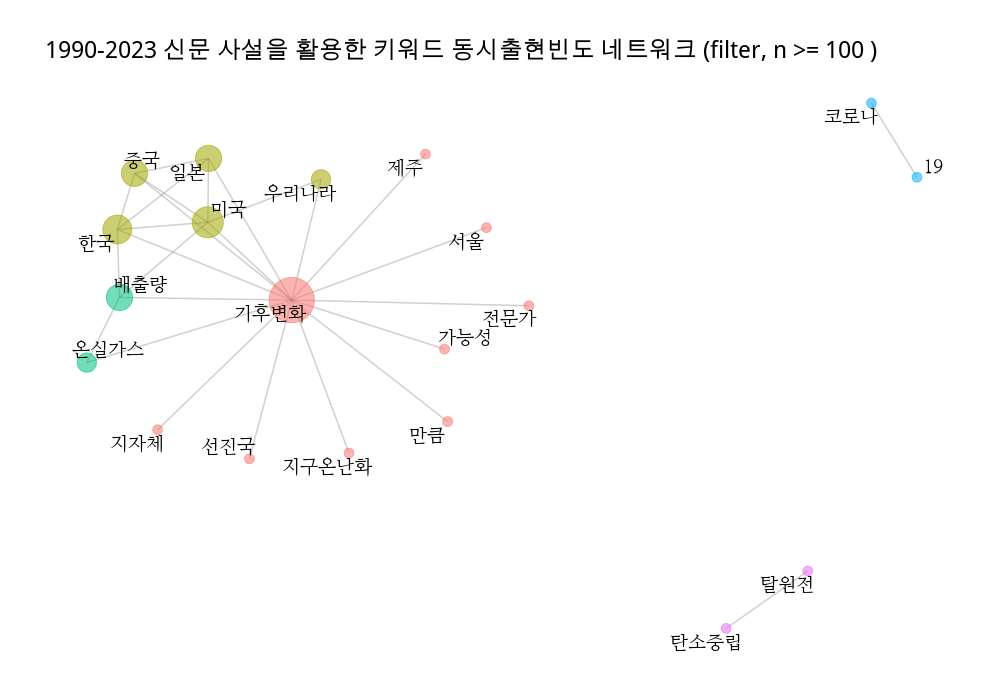 1990-2023 신문 사설을 활용한 키워드 동시출현빈도 네트워크 (filter, n >= 100 )
코로나
19
중국
일본
제주
우리나라
미국
한국
서울
배출량
기후변화
전문가
가능성
온실가스
만큼
지자체
선진국
지구온난화
탈원전
탄소중립